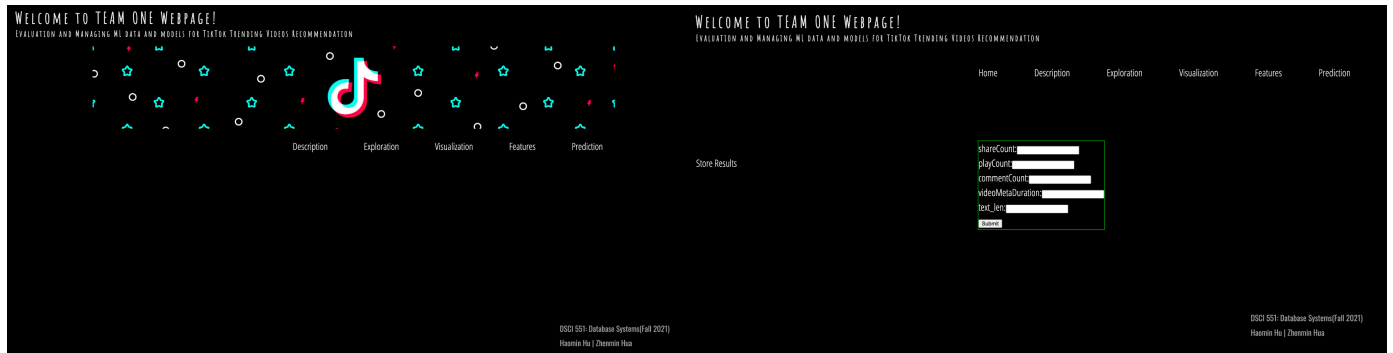 Welcome to TEAM ONE Webpage!
Evaluation and Managing ML data and models for TikTok Trending Videos Recommendation
Description Exploration Visualization Features Prediction
DSCI 551: Database Systems(Fall 2021)
Haomin Hu | Zhenmin Hua
Welcome to TEAM ONE Webpage!
Evaluation and Managing ML data and models for TikTok Trending Videos Recommendation
Home Description Exploration Visualization Features Prediction
Store Results
shareCount:
playCount:
commentCount:
videoMetaDuration:
text_len:
Submit
DSCI 551: Database Systems(Fall 2021)
Haomin Hu | Zhenmin Hua